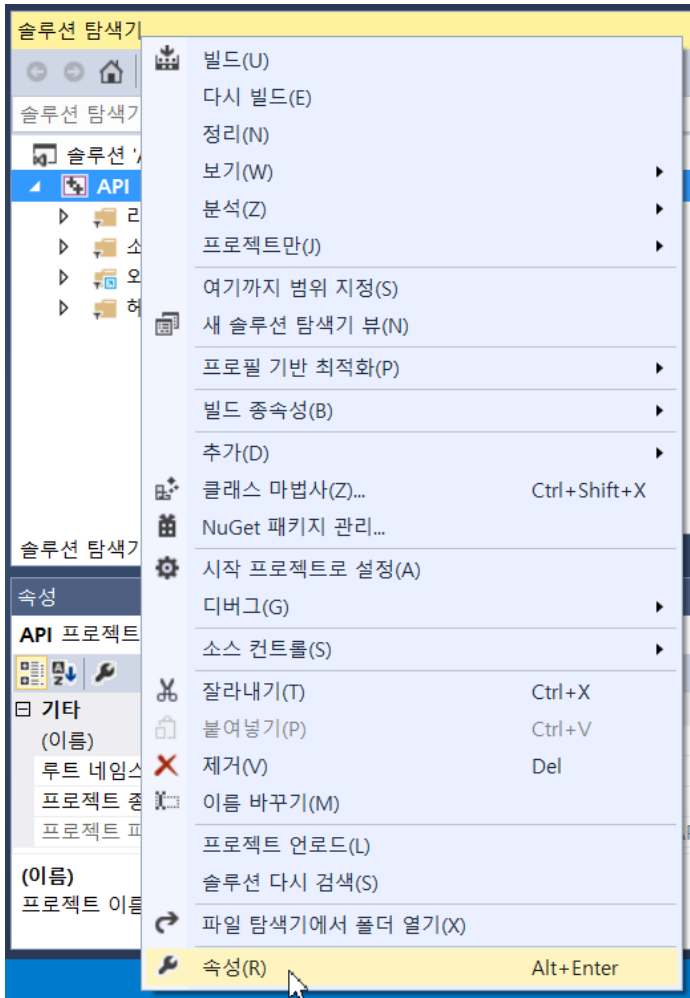 솔루션 탐색기
솔루션 탐색기
솔루션 '
API
리
소
오
허
솔루션 탐색기
속성
API 프로젝트
기타
(이름)
루트 네임스
프로젝트 종
프로젝트 파
(이름)
프로젝트 이름
빌드(U)
다시 빌드(E)
정리(N)
보기(W)
분석(Z)
프로젝트만(J)
여기까지 범위 지정(S)
새 솔루션 탐색기 뷰(N)
프로필 기반 최적화(P)
빌드 종속성(B)
추가(D)
클래스 마법사(Z)... Ctrl+Shift+X
NuGet 패키지 관리...
시작 프로젝트로 설정(A)
디버그(G)
소스 컨트롤(S)
잘라내기(T) Ctrl+X
붙여넣기(P) Ctrl+V
제거(V) Del
이름 바꾸기(M)
프로젝트 언로드(L)
솔루션 다시 검색(S)
파일 탐색기에서 폴더 열기(X)
속성(R) Alt+Enter